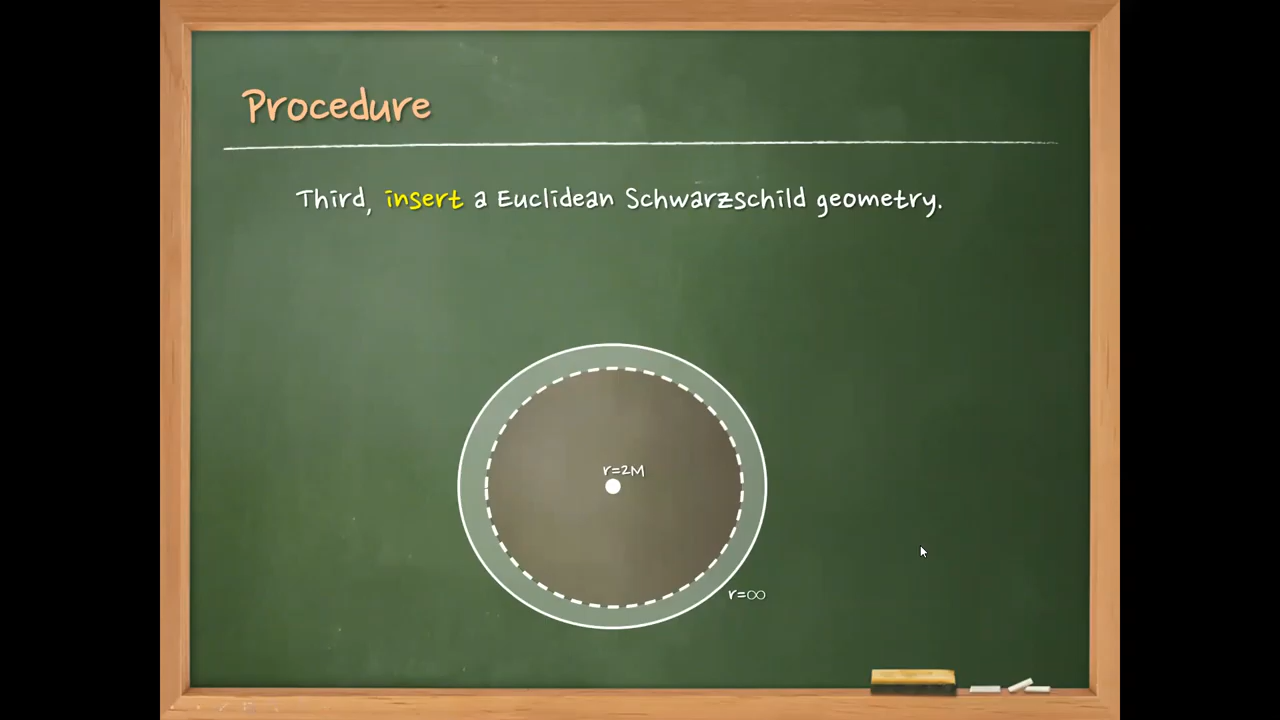 Procedure
Third, insert a Euclidean Schwarzschild geometry.
r=2M
r=∞